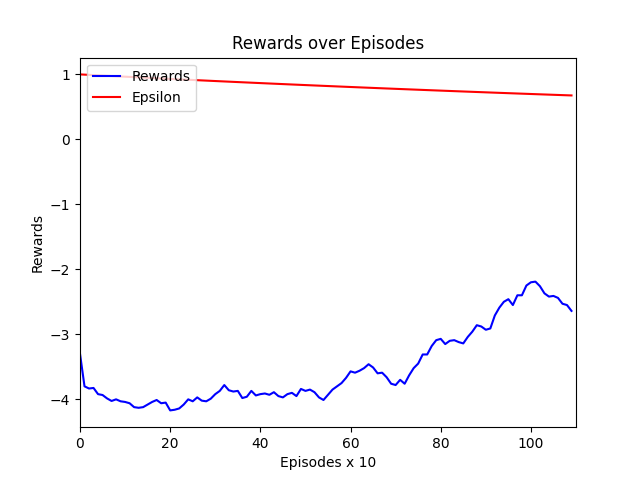 Rewards over Episodes
Rewards
Epsilon
1
0
−1
−2
−3
−4
Rewards
0 20 40 60 80 100
Episodes x 10